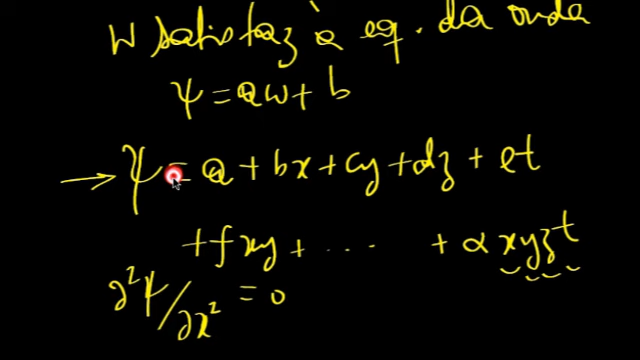 W satisfaz à eq. da onda
ψ = aw + b
→ ψ = a + bx + cy + dz + et
+ fxy + .... + α xyzt
∂²ψ/∂x² = 0